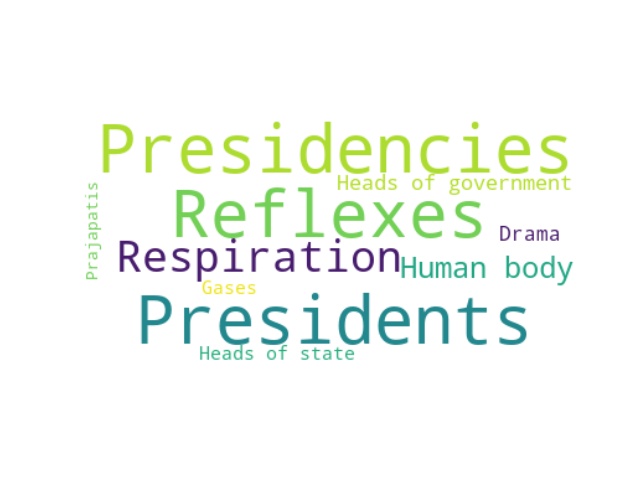 Presidencies
Heads of government
Prajapatis
Reflexes
Drama
Respiration
Human body
Gases
Presidents
Heads of state